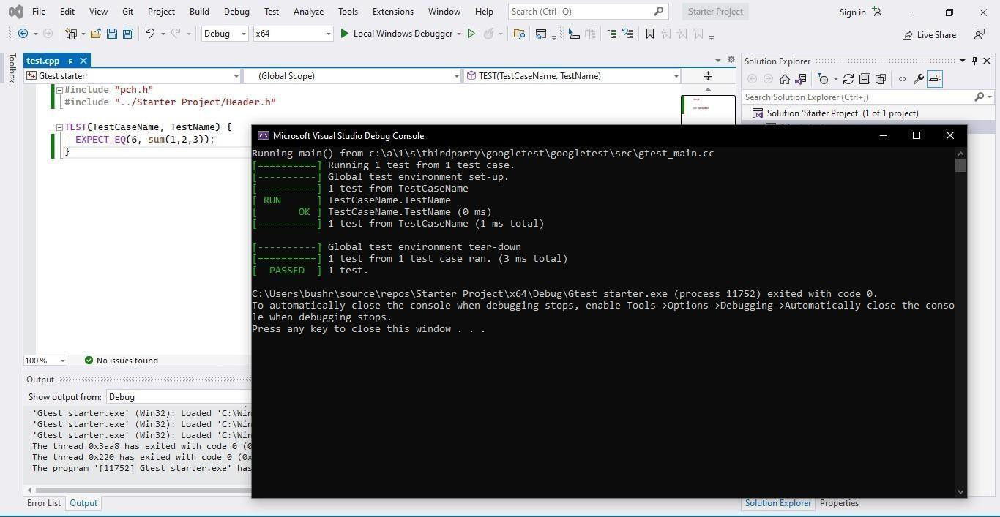 File Edit View Git Project Build Debug Test Analyze Tools Extensions Window Help Search (Ctrl+Q) Starter Project Sign in
Debug x64 Local Windows Debugger Live Share
Toolbox
test.cpp
Gtest starter (Global Scope) TEST(TestCaseName, TestName)
#include "pch.h"
#include "../Starter Project/Header.h"
TEST(TestCaseName, TestName) {
EXPECT_EQ(6, sum(1,2,3));
}
100 % No issues found
Solution Explorer
Search Solution Explorer (Ctrl+;)
Solution 'Starter Project' (1 of 1 project)
Microsoft Visual Studio Debug Console
Running main() from c:\a\1\s\thirdparty\googletest\googletest\src\gtest_main.cc
[==========] Running 1 test from 1 test case.
[----------] Global test environment set-up.
[----------] 1 test from TestCaseName
[ RUN      ] TestCaseName.TestName
[       OK ] TestCaseName.TestName (0 ms)
[----------] 1 test from TestCaseName (1 ms total)
[----------] Global test environment tear-down
[==========] 1 test from 1 test case ran. (3 ms total)
[  PASSED  ] 1 test.
C:\Users\bushr\source\repos\Starter Project\x64\Debug\Gtest starter.exe (process 11752) exited with code 0.
To automatically close the console when debugging stops, enable Tools->Options->Debugging->Automatically close the conso
le when debugging stops.
Press any key to close this window . . .
Output
Show output from: Debug
'Gtest starter.exe' (Win32): Loaded 'C:\Win
'Gtest starter.exe' (Win32): Loaded 'C:\Win
'Gtest starter.exe' (Win32): Loaded 'C:\Win
The thread 0x3aa8 has exited with code 0 (0
The thread 0x220 has exited with code 0 (0x
The program '[11752] Gtest starter.exe' has
Error List Output
Solution Explorer Properties